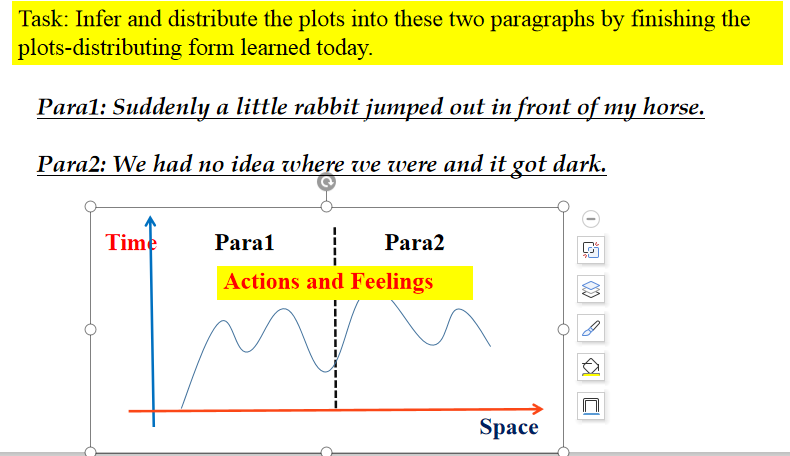 Task: Infer and distribute the plots into these two paragraphs by finishing the
plots-distributing form learned today.
Para1: Suddenly a little rabbit jumped out in front of my horse.
Para2: We had no idea where we were and it got dark.
Time Para1 Para2
Actions and Feelings
Space